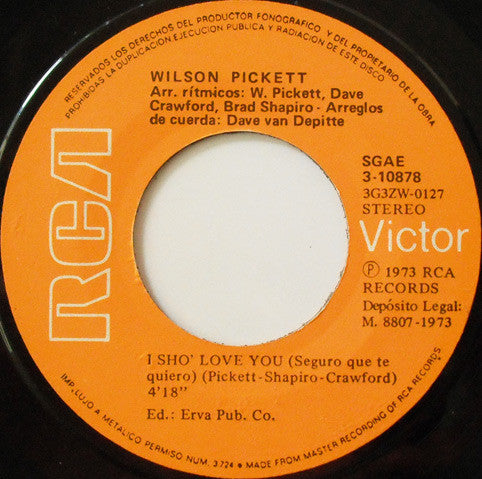 RESERVADOS LOS DERECHOS DEL PRODUCTOR FONOGRAFICO Y DEL PROPIETARIO DE LA OBRA
PROHIBIDAS LA DUPLICACION, EJECUCION PUBLICA Y RADIACION DE ESTE DISCO
WILSON PICKETT
Arr. rítmicos: W. Pickett, Dave
Crawford, Brad Shapiro - Arreglos
de cuerda: Dave van Depitte
SGAE
3-10878
3G3ZW-0127
STEREO
RCA
Victor
Ⓟ 1973 RCA
RECORDS
Depósito Legal:
M. 8807-1973
I SHO' LOVE YOU (Seguro que te
quiero) (Pickett-Shapiro-Crawford)
4'18"
Ed.: Erva Pub. Co.
IMP. LUJO A METALICO PERMISO NUM. 3.724 • MADE FROM MASTER RECORDING OF RCA RECORDS